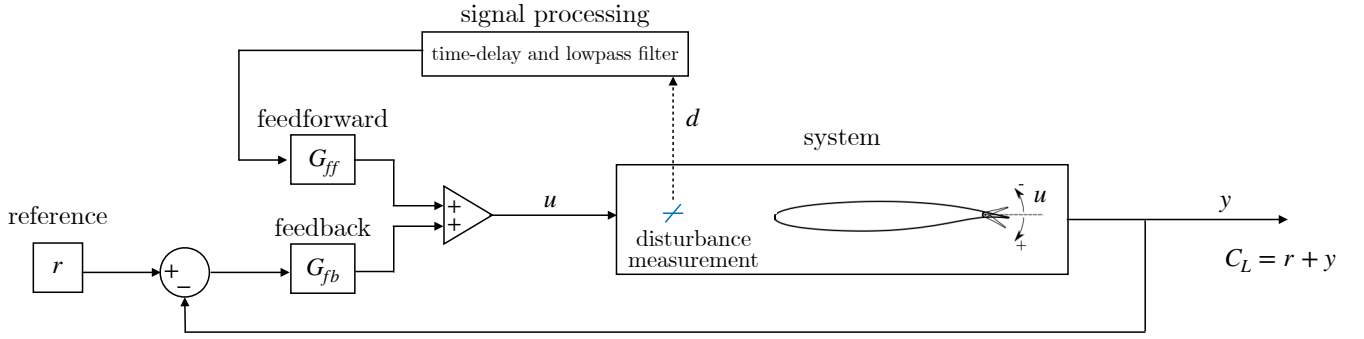 signal processing
time-delay and lowpass filter
d
feedforward
G_ff
system
- u
+
+
+
u
y
reference
feedback
disturbance
measurement
r
+
−
G_fb
C_L = r + y